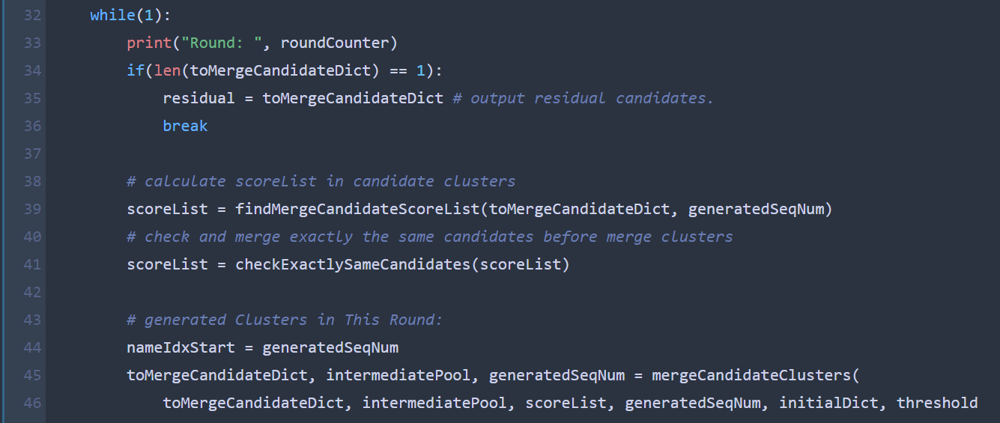 32 while(1):
33 print("Round: ", roundCounter)
34 if(len(toMergeCandidateDict) == 1):
35 residual = toMergeCandidateDict # output residual candidates.
36 break
37
38 # calculate scoreList in candidate clusters
39 scoreList = findMergeCandidateScoreList(toMergeCandidateDict, generatedSeqNum)
40 # check and merge exactly the same candidates before merge clusters
41 scoreList = checkExactlySameCandidates(scoreList)
42
43 # generated Clusters in This Round:
44 nameIdxStart = generatedSeqNum
45 toMergeCandidateDict, intermediatePool, generatedSeqNum = mergeCandidateClusters(
46 toMergeCandidateDict, intermediatePool, scoreList, generatedSeqNum, initialDict, threshold